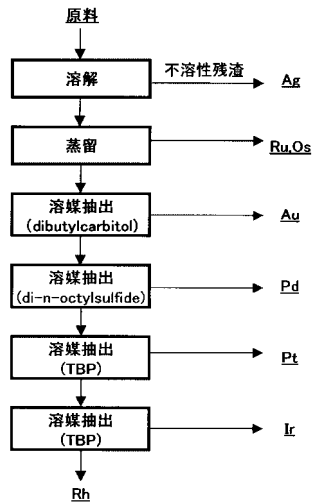 原料
溶解
不溶性残渣
Ag
蒸留
Ru,Os
溶媒抽出
(dibutylcarbitol)
Au
溶媒抽出
(di-n-octylsulfide)
Pd
溶媒抽出
(TBP)
Pt
溶媒抽出
(TBP)
Ir
Rh